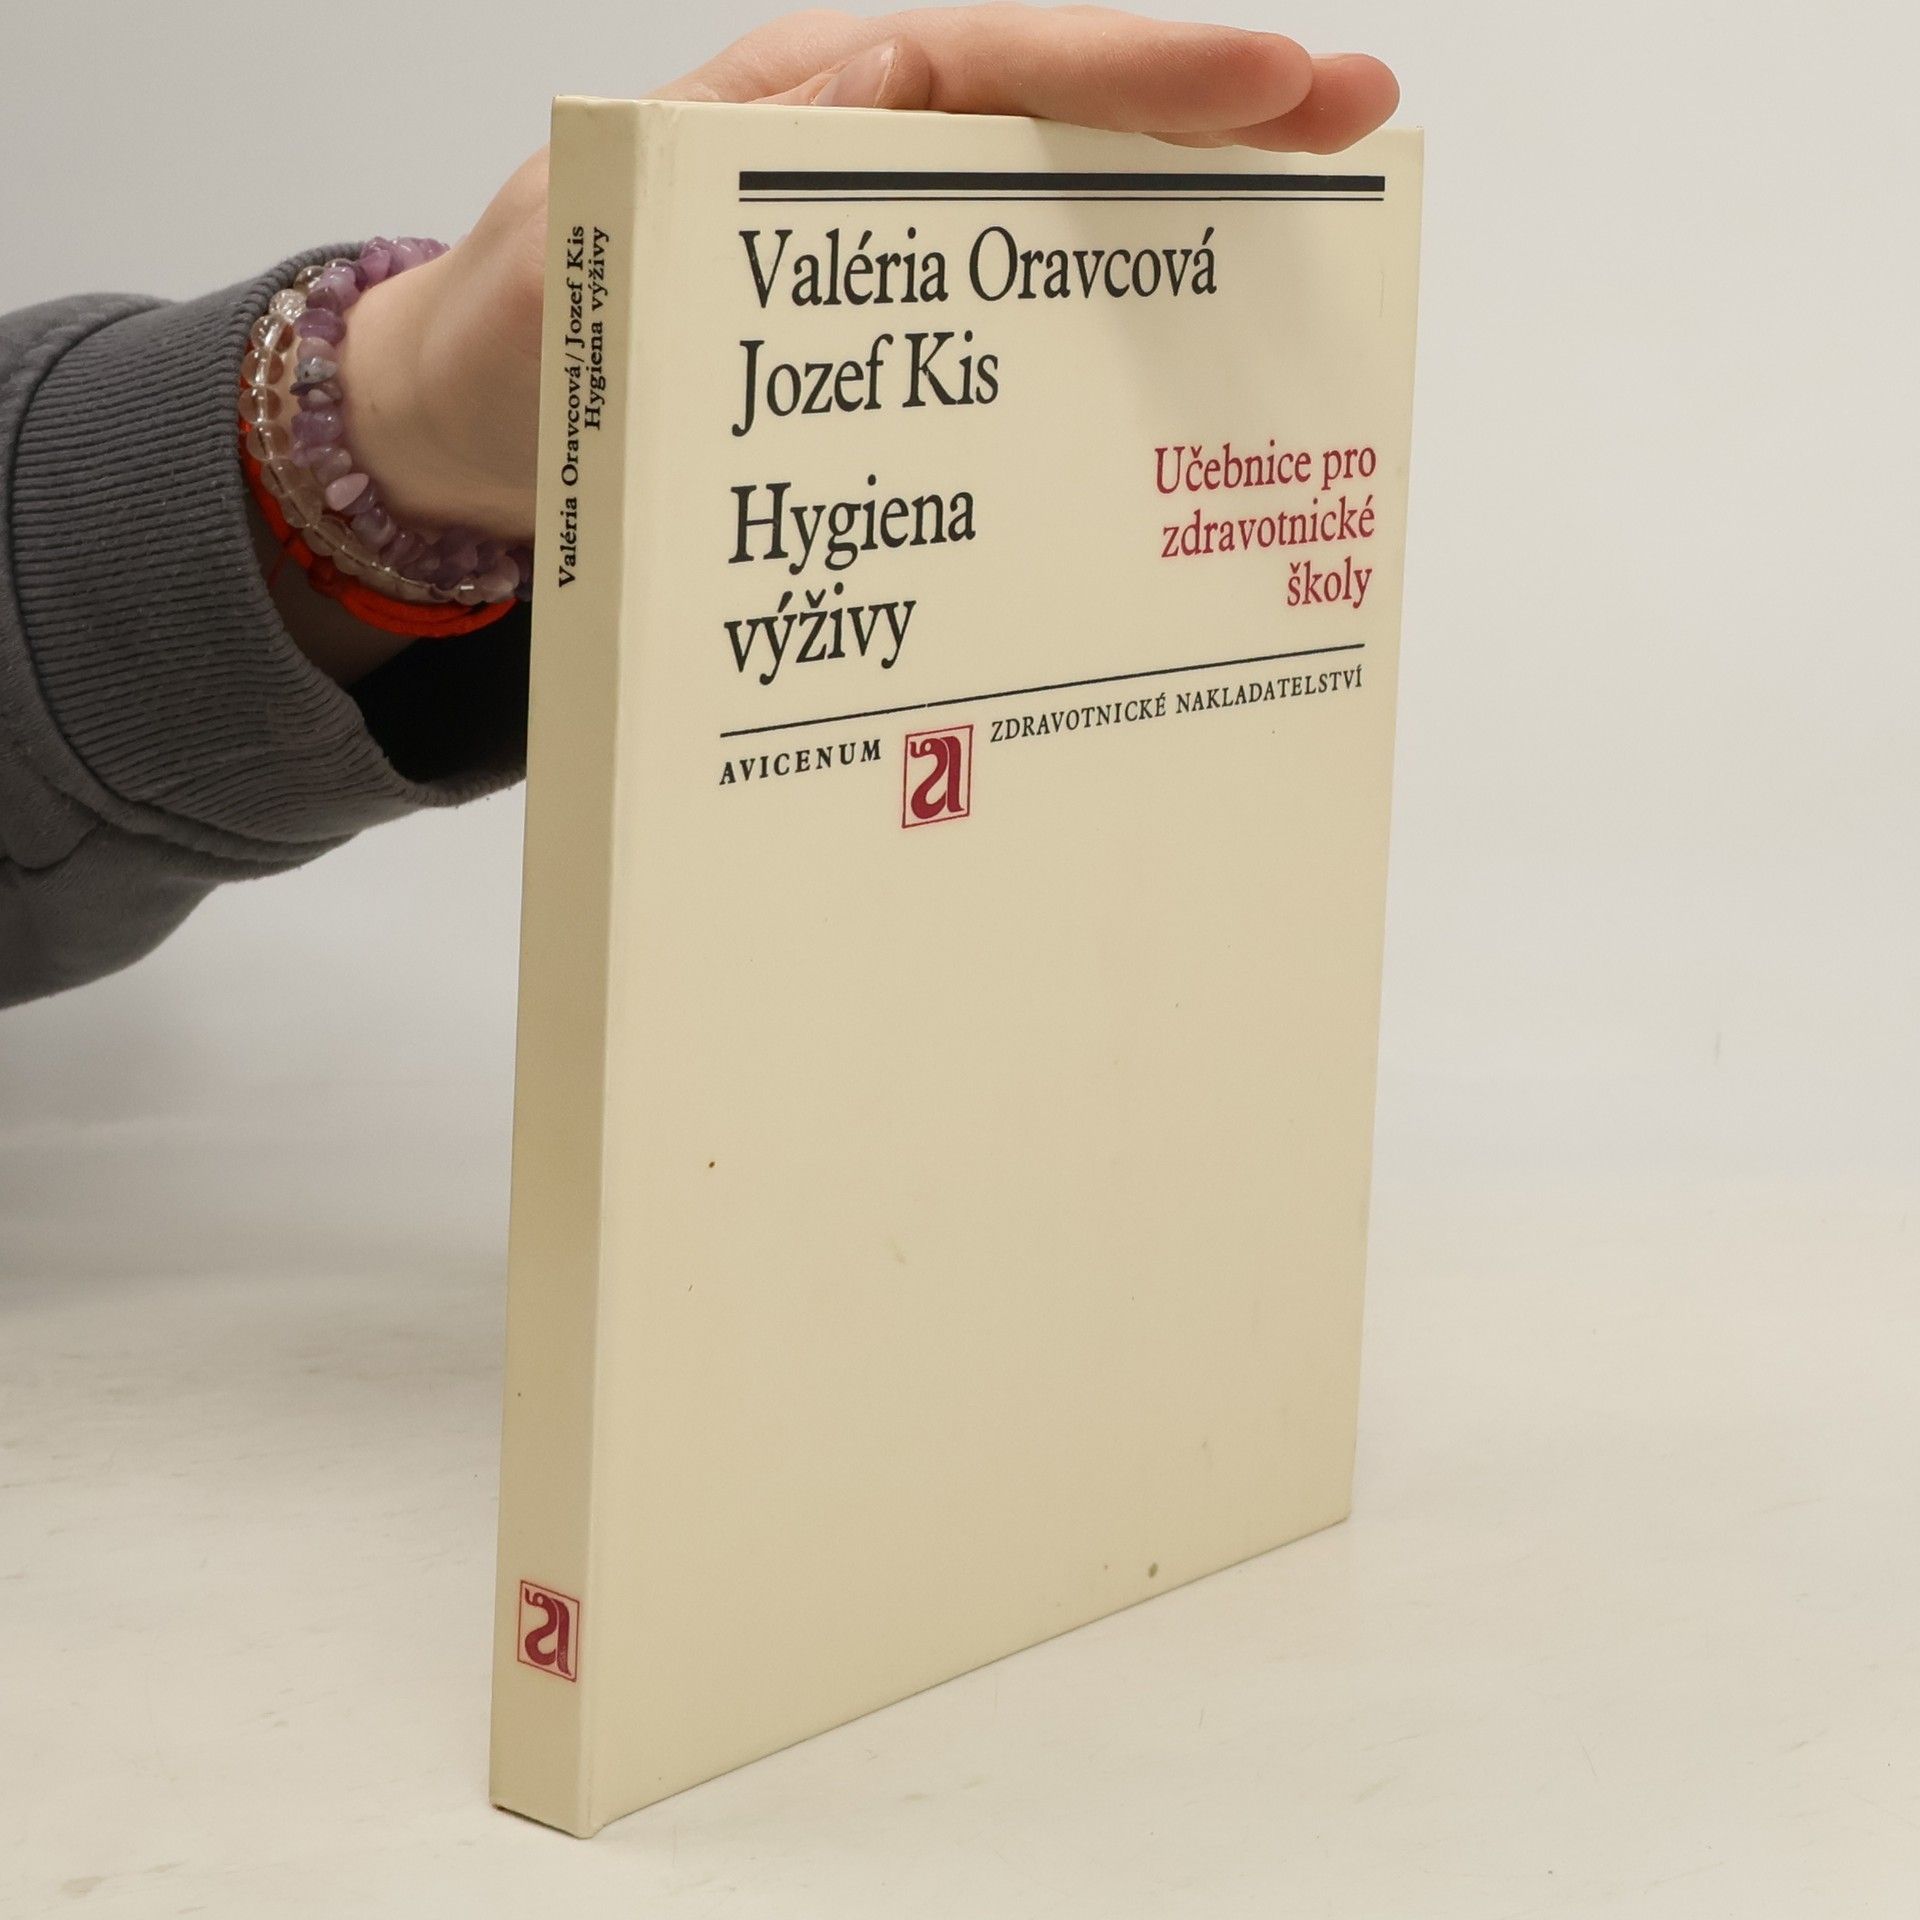 Valéria Oravcová
Jozef Kis
Hygiena
výživy
Učebnice pro
zdravotnické
školy
AVICENUM a ZDRAVOTNICKÉ NAKLADATELSTVÍ
Valéria Oravcová / Jozef Kis
Hygiena výživy
a